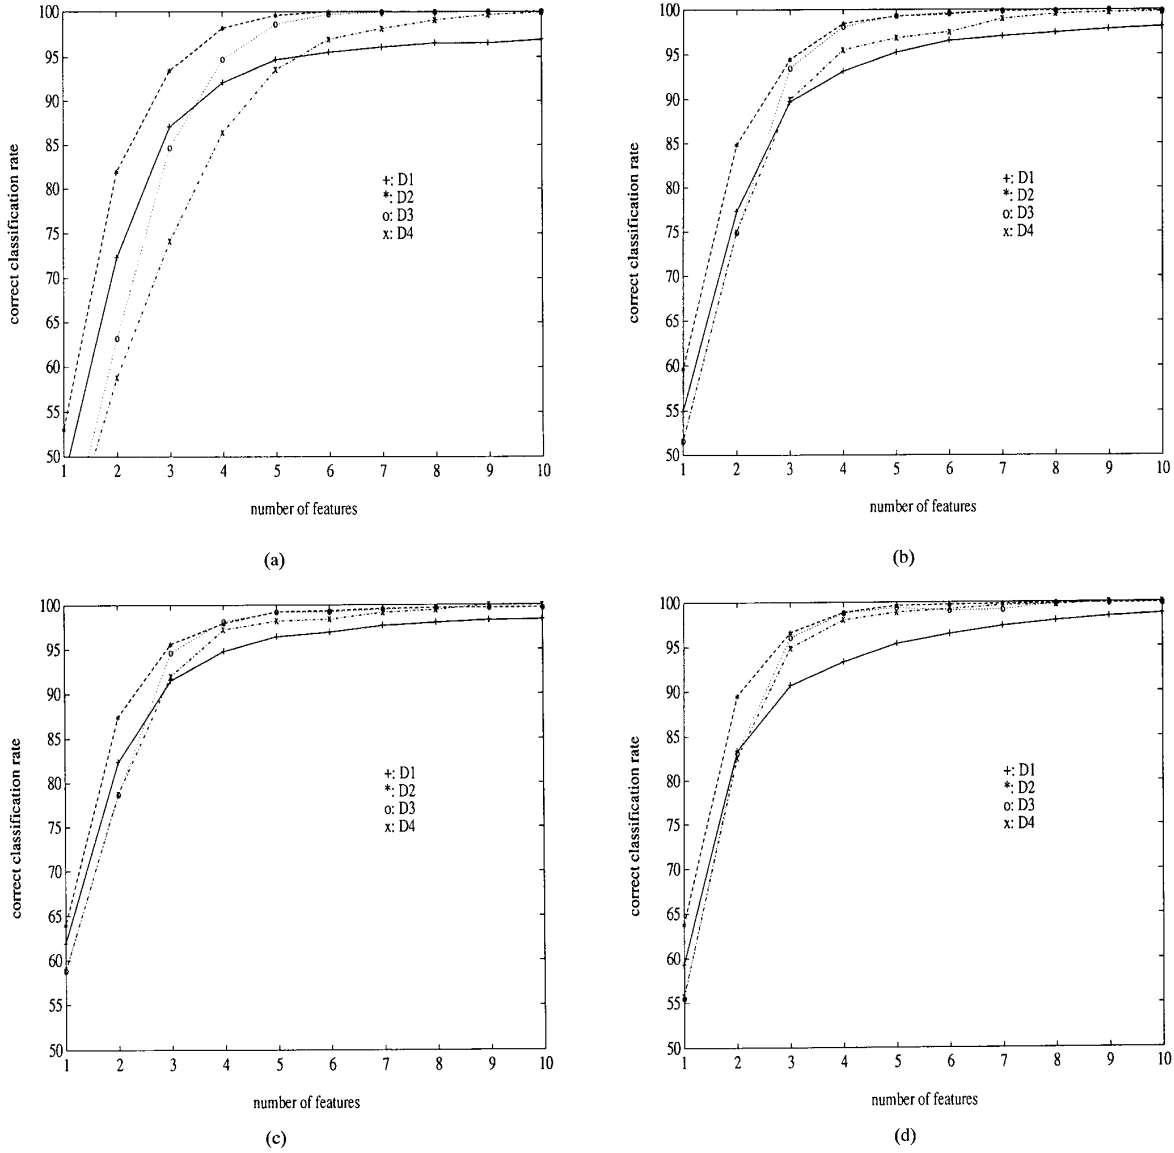 100
95
90
85
80
75
70
65
60
55
50
correct classification rate
+: D1
*: D2
o: D3
x: D4
1 2 3 4 5 6 7 8 9 10
number of features
(a)
100
95
90
85
80
75
70
65
60
55
50
correct classification rate
+: D1
*: D2
o: D3
x: D4
1 2 3 4 5 6 7 8 9 10
number of features
(b)
100
95
90
85
80
75
70
65
60
55
50
correct classification rate
+: D1
*: D2
o: D3
x: D4
1 2 3 4 5 6 7 8 9 10
number of features
(c)
100
95
90
85
80
75
70
65
60
55
50
correct classification rate
+: D1
*: D2
o: D3
x: D4
1 2 3 4 5 6 7 8 9 10
number of features
(d)